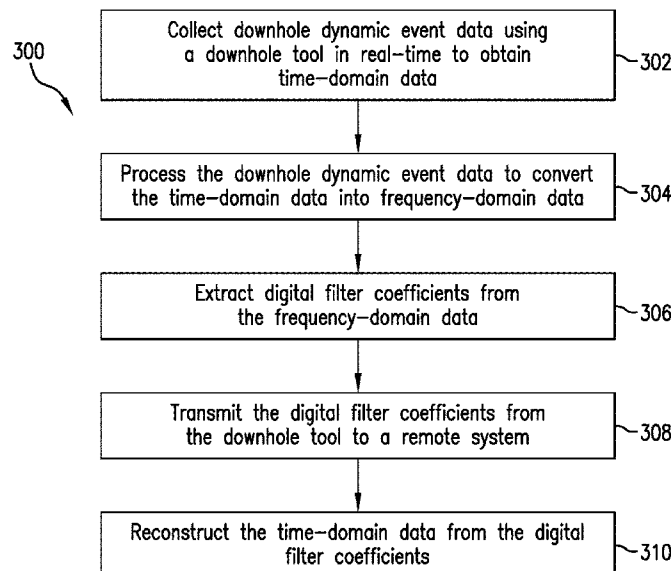 300
Collect downhole dynamic event data using
a downhole tool in real-time to obtain
time-domain data
302
Process the downhole dynamic event data to convert
the time-domain data into frequency-domain data
304
Extract digital filter coefficients from
the frequency-domain data
306
Transmit the digital filter coefficients from
the downhole tool to a remote system
308
Reconstruct the time-domain data from the digital
filter coefficients
310